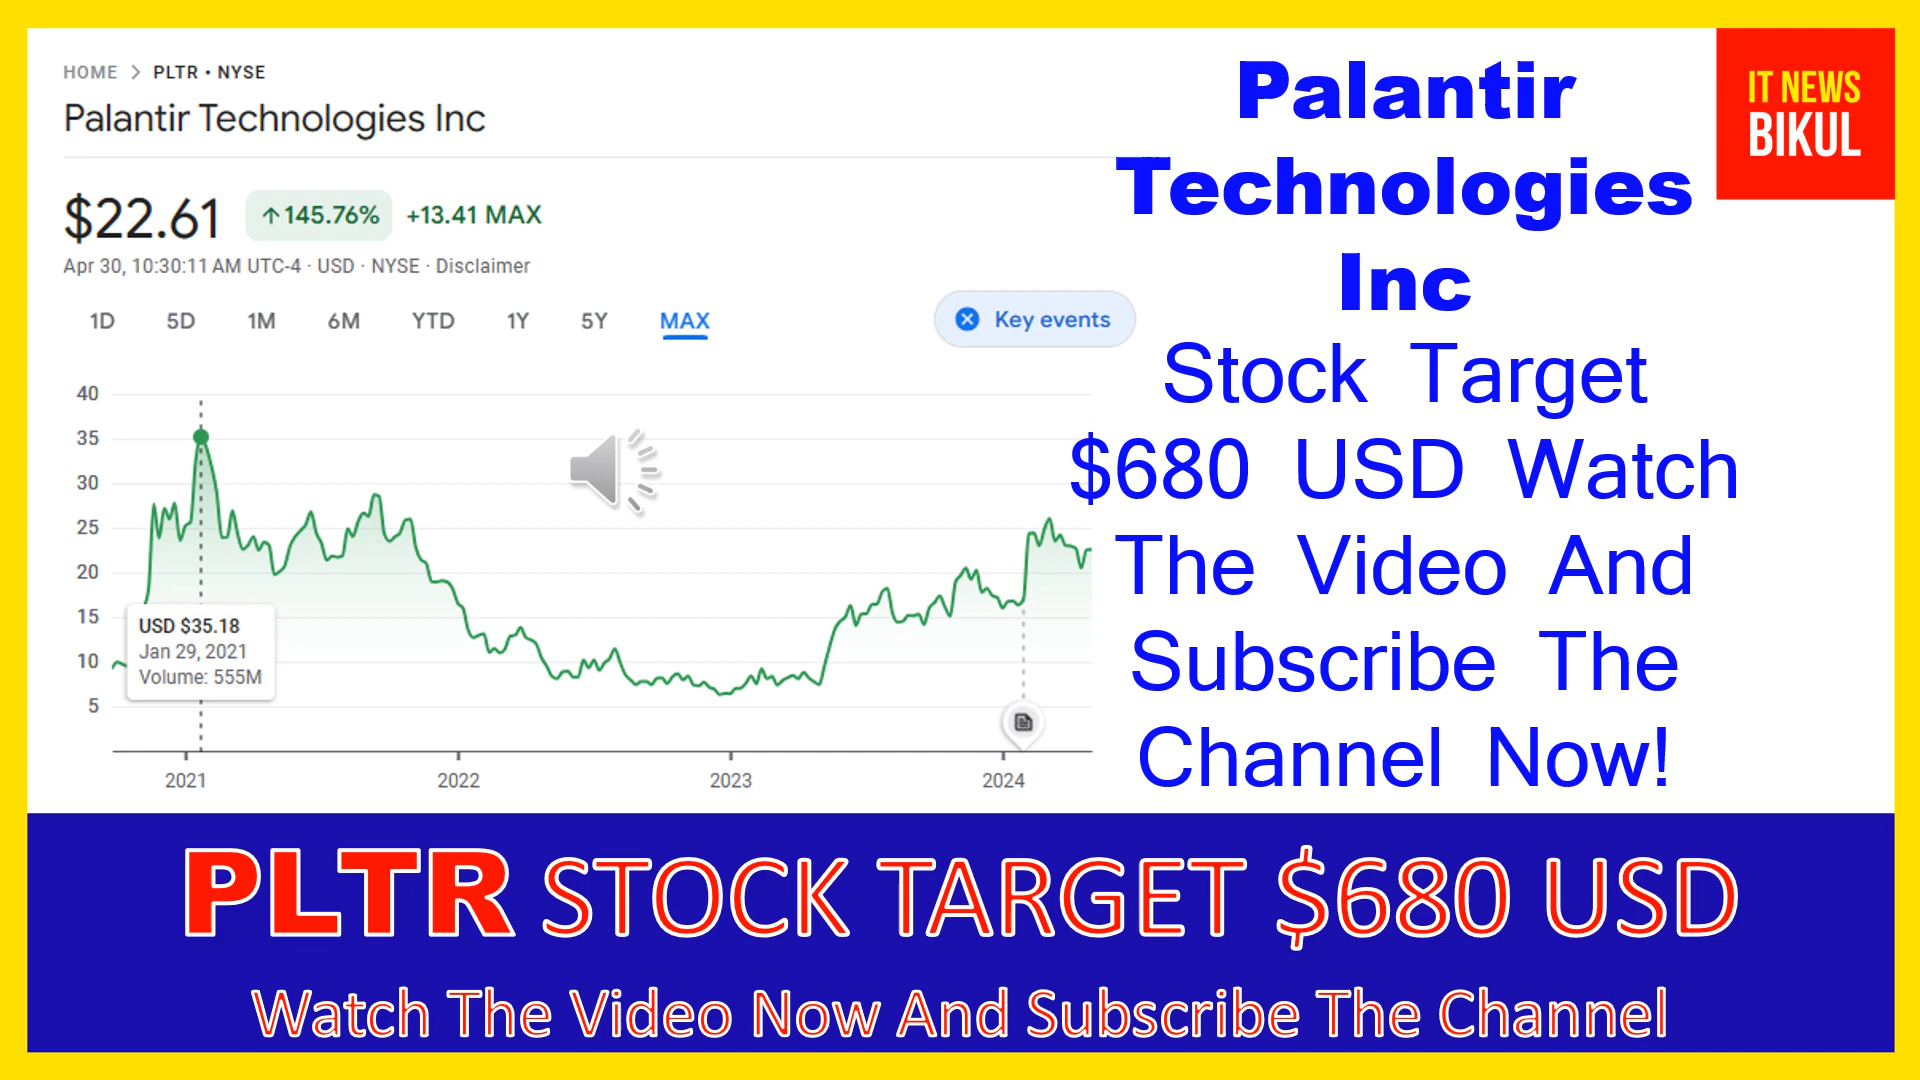 HOME > PLTR • NYSE
Palantir Technologies Inc
$22.61 ↑145.76% +13.41 MAX
Apr 30, 10:30:11 AM UTC-4 · USD · NYSE · Disclaimer
1D 5D 1M 6M YTD 1Y 5Y MAX
Key events
40
35
30
25
20
15
10
5
USD $35.18
Jan 29, 2021
Volume: 555M
2021 2022 2023 2024
Palantir
Technologies
Inc
Stock Target
$680 USD Watch
The Video And
Subscribe The
Channel Now!
IT NEWS
BIKUL
PLTR STOCK TARGET $680 USD
Watch The Video Now And Subscribe The Channel